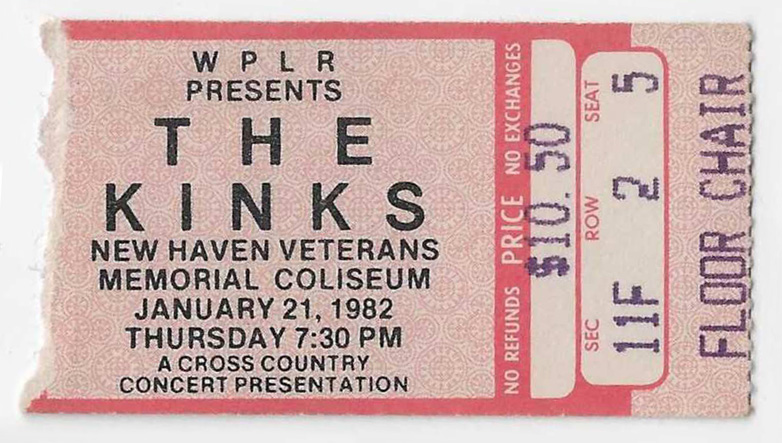 WPLR
PRESENTS
THE
KINKS
NEW HAVEN VETERANS
MEMORIAL COLISEUM
JANUARY 21, 1982
THURSDAY 7:30 PM
A CROSS COUNTRY
CONCERT PRESENTATION
NO REFUNDS PRICE NO EXCHANGES
$10.50
SEC ROW SEAT
11F 2 5
FLOOR CHAIR